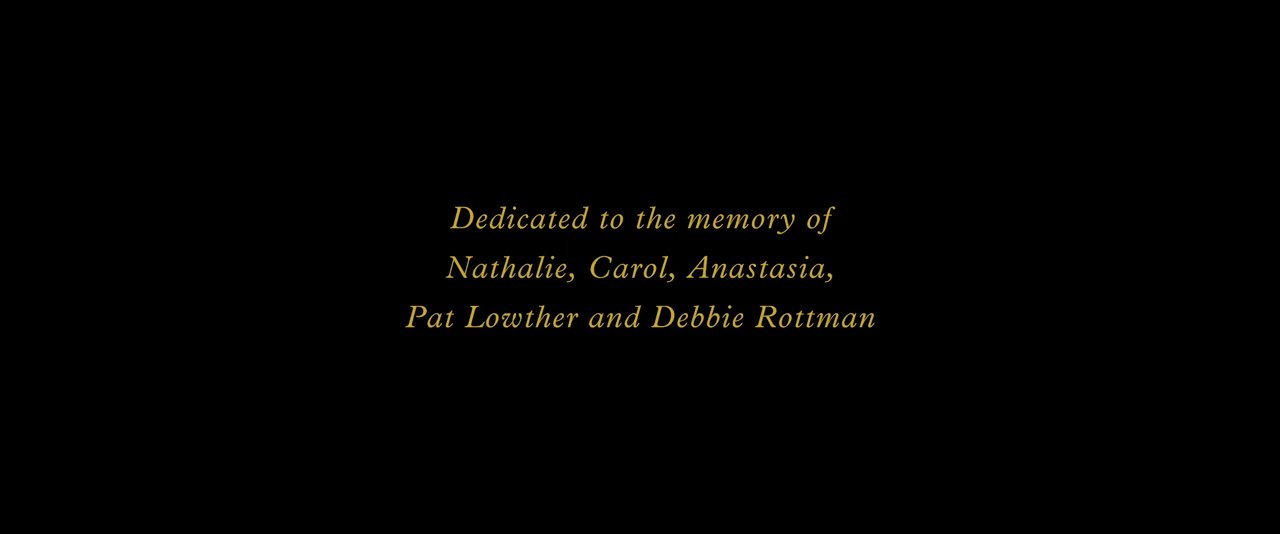 Dedicated to the memory of
Nathalie, Carol, Anastasia,
Pat Lowther and Debbie Rottman